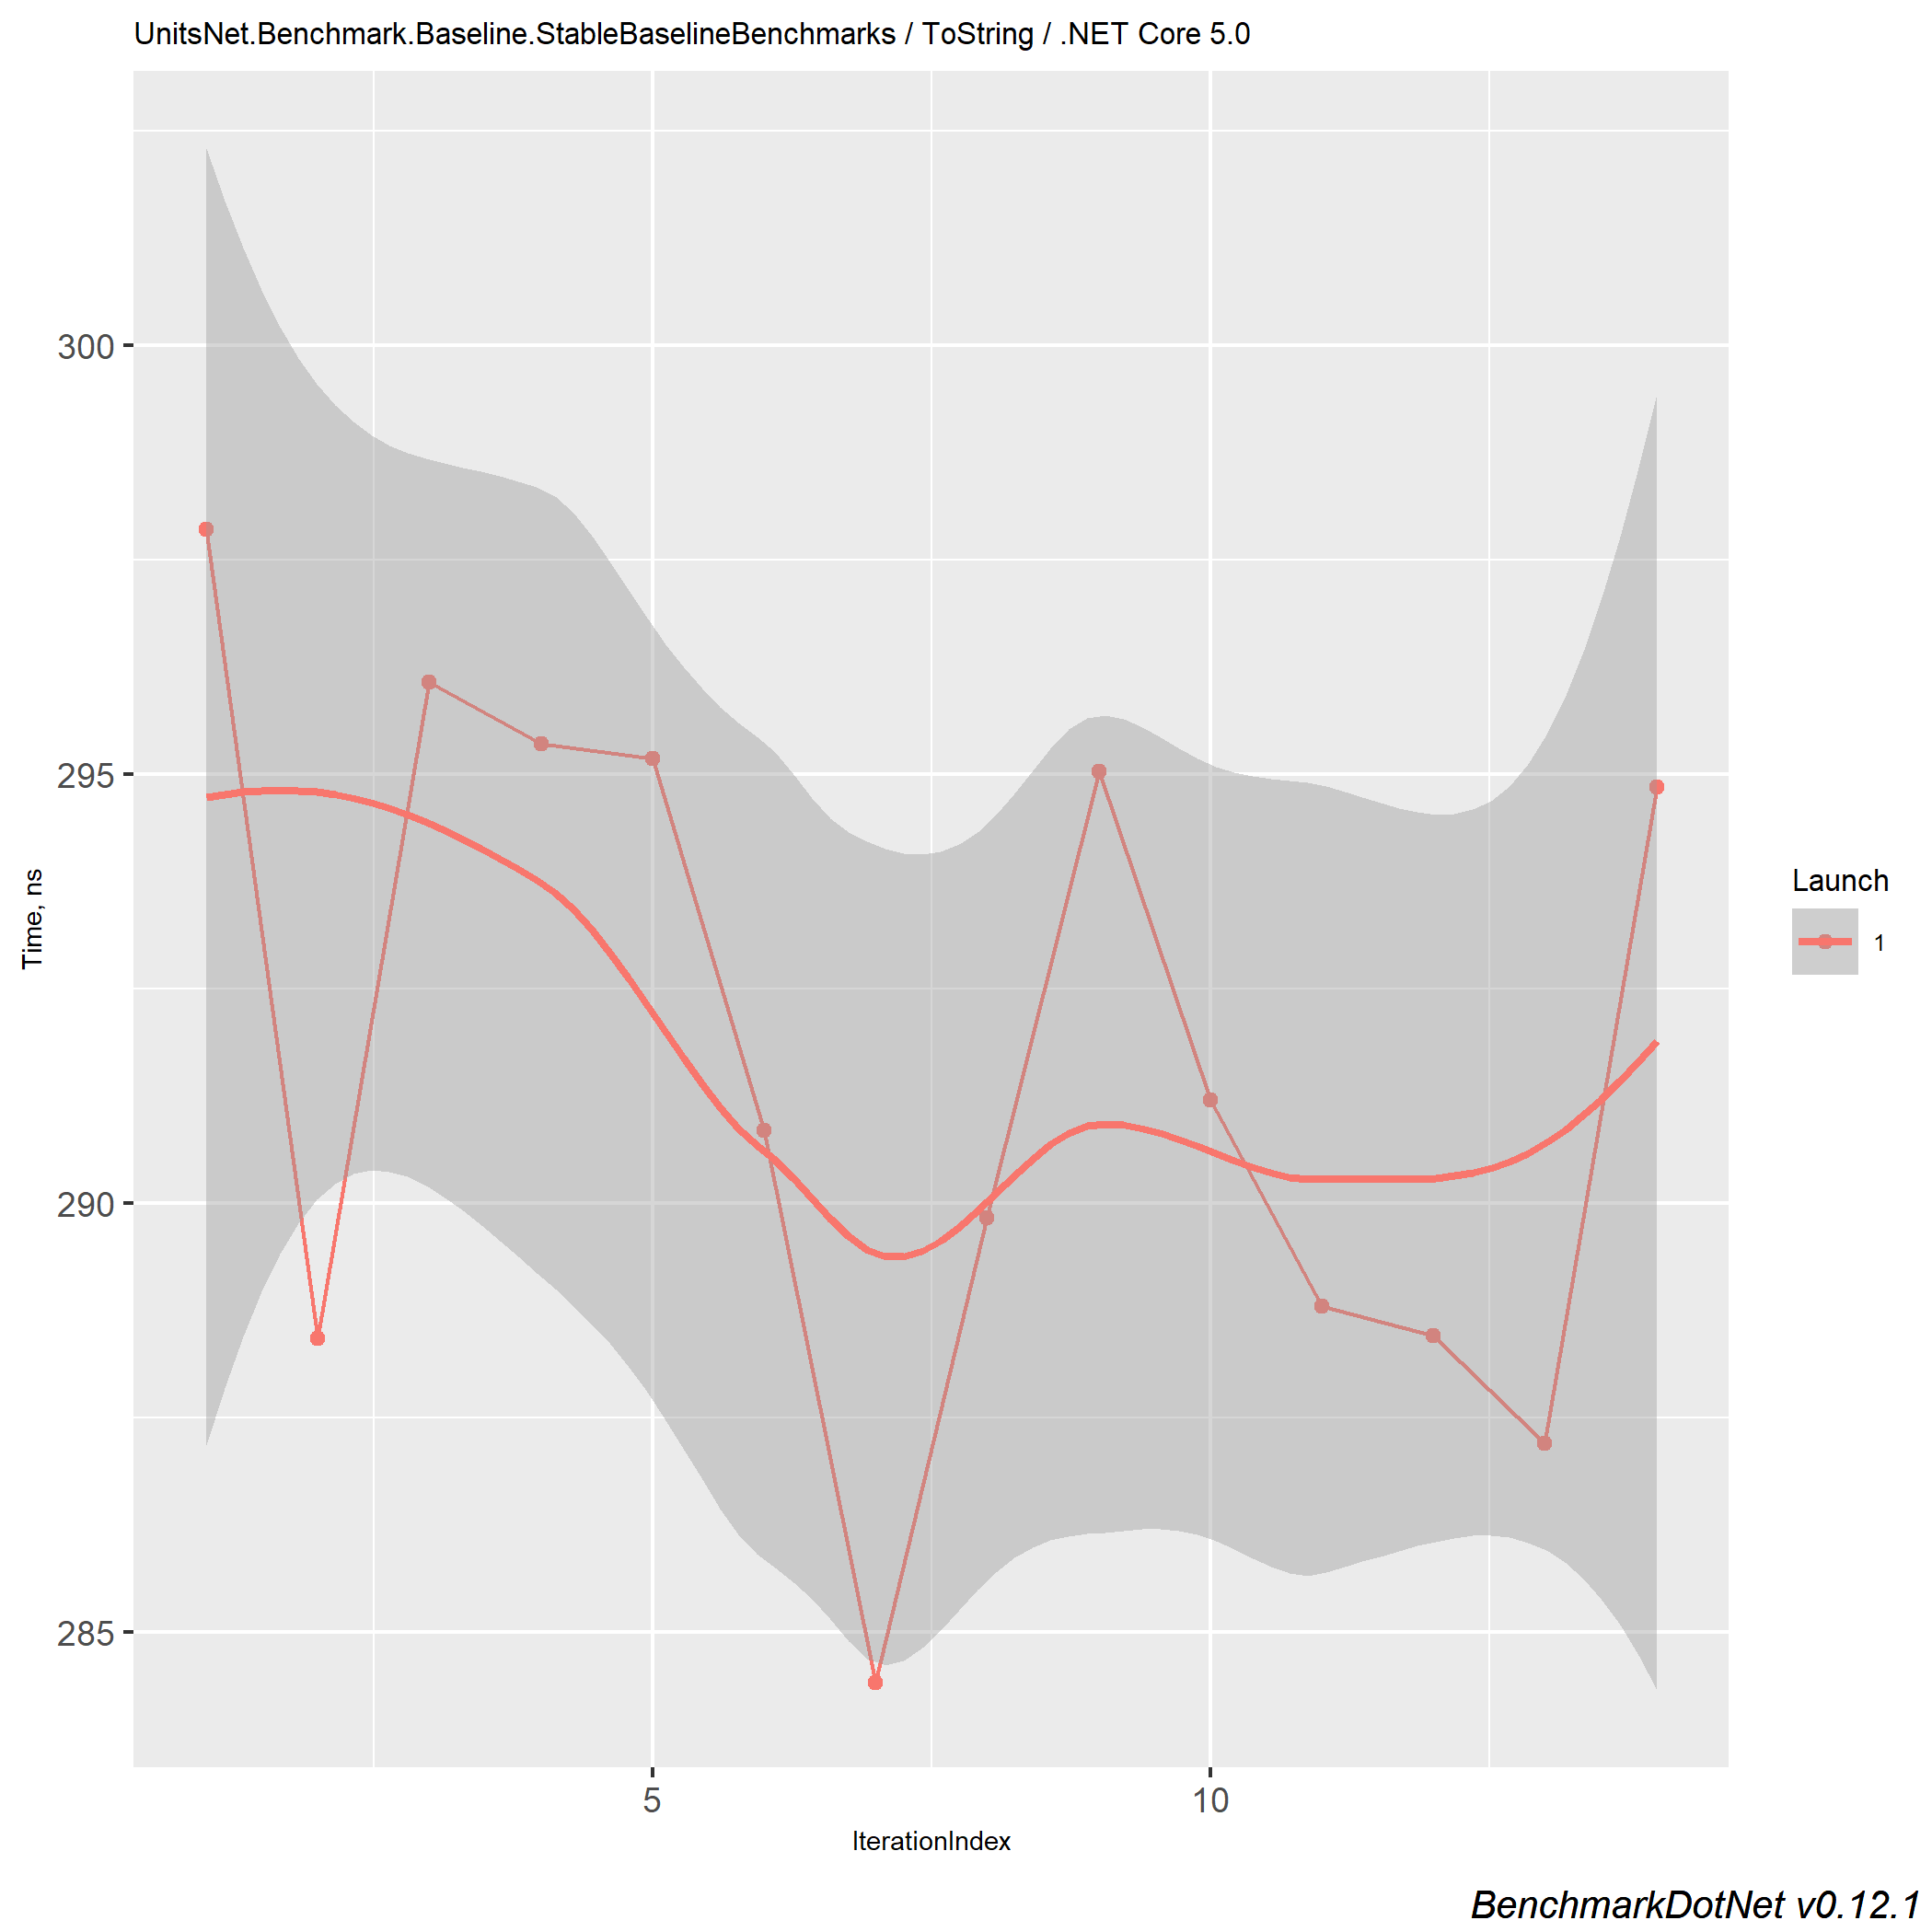 UnitsNet.Benchmark.Baseline.StableBaselineBenchmarks / ToString / .NET Core 5.0
300
295
290
285
Time, ns
5 10
IterationIndex
Launch
1
BenchmarkDotNet v0.12.1